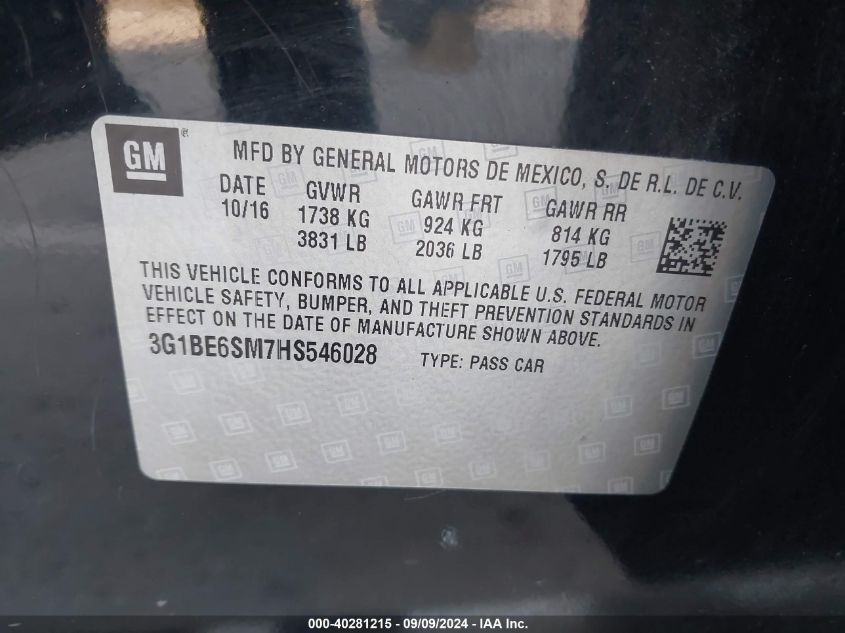 GM ®
MFD BY GENERAL MOTORS DE MEXICO, S. DE R.L. DE C.V.
DATE GVWR GAWR FRT GAWR RR
10/16 1738 KG 924 KG 814 KG
3831 LB 2036 LB 1795 LB
THIS VEHICLE CONFORMS TO ALL APPLICABLE U.S. FEDERAL MOTOR
VEHICLE SAFETY, BUMPER, AND THEFT PREVENTION STANDARDS IN
EFFECT ON THE DATE OF MANUFACTURE SHOWN ABOVE.
3G1BE6SM7HS546028 TYPE: PASS CAR
000-40281215 - 09/09/2024 - IAA Inc.